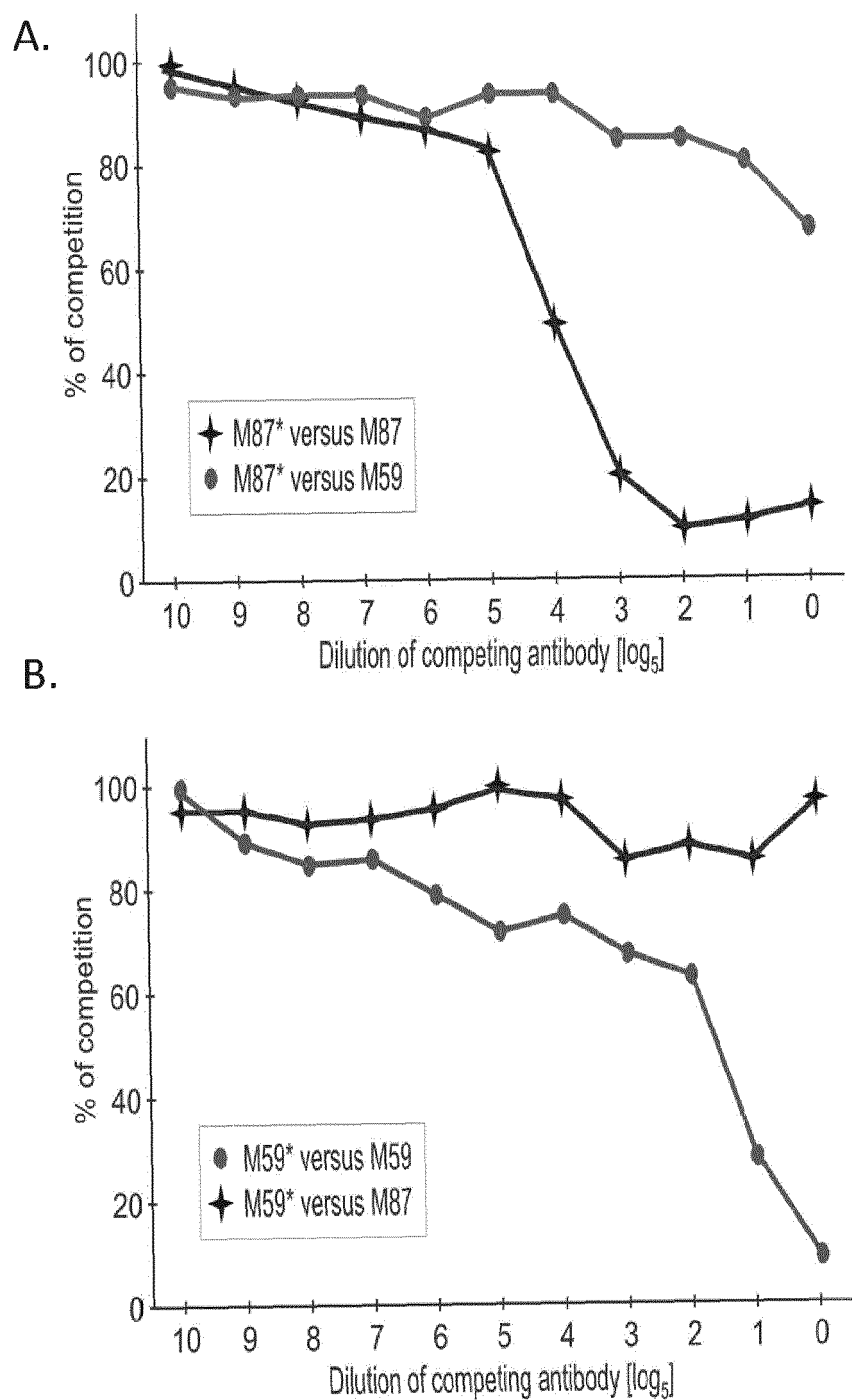 A.
% of competition
100
80
60
40
20
0
M87* versus M87
M87* versus M59
10 9 8 7 6 5 4 3 2 1 0
Dilution of competing antibody [log5]
B.
% of competition
100
80
60
40
20
0
M59* versus M59
M59* versus M87
10 9 8 7 6 5 4 3 2 1 0
Dilution of competing antibody [log5]